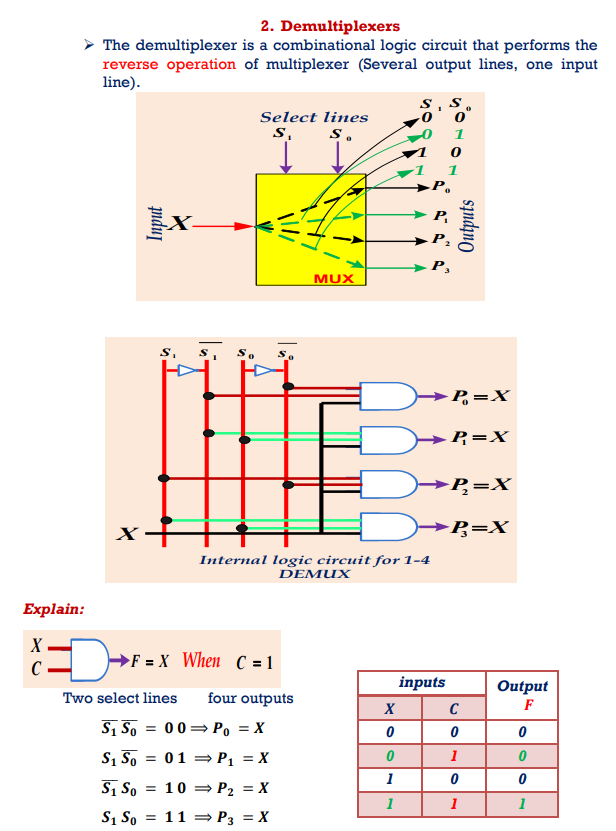 2. Demultiplexers
➢ The demultiplexer is a combinational logic circuit that performs the
reverse operation of multiplexer (Several output lines, one input
line).
Select lines
S₁ S₀
S₁ S₀
0 0
0 1
1 0
1 1
Input
X
P₀
P₁
P₂
P₃
Outputs
MUX
S₁ S̅₁ S₀ S̅₀
P₀ = X
P₁ = X
P₂ = X
P₃ = X
X
Internal logic circuit for 1-4
DEMUX
Explain:
X
C
F = X When C = 1
Two select lines four outputs
S̅₁ S̅₀ = 0 0 ⟹ P₀ = X
S₁ S̅₀ = 0 1 ⟹ P₁ = X
S̅₁ S₀ = 1 0 ⟹ P₂ = X
S₁ S₀ = 1 1 ⟹ P₃ = X
inputs Output
X C F
0 0 0
0 1 0
1 0 0
1 1 1